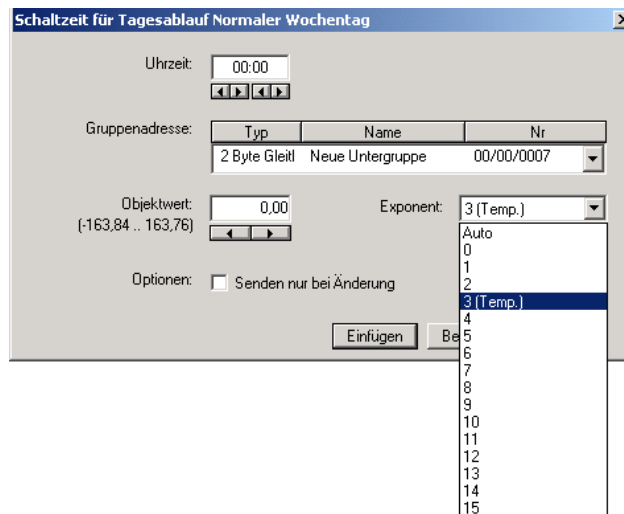 Schaltzeit für Tagesablauf Normaler Wochentag
Uhrzeit: 00:00
Gruppenadresse: Typ Name Nr
2 Byte Gleitl Neue Untergruppe 00/00/0007
Objektwert: 0,00 Exponent: 3 (Temp.)
(-163,84 .. 163,76)
Auto
0
1
Optionen: Senden nur bei Änderung 2
3 (Temp.)
4
Einfügen Be 5
6
7
8
9
10
11
12
13
14
15